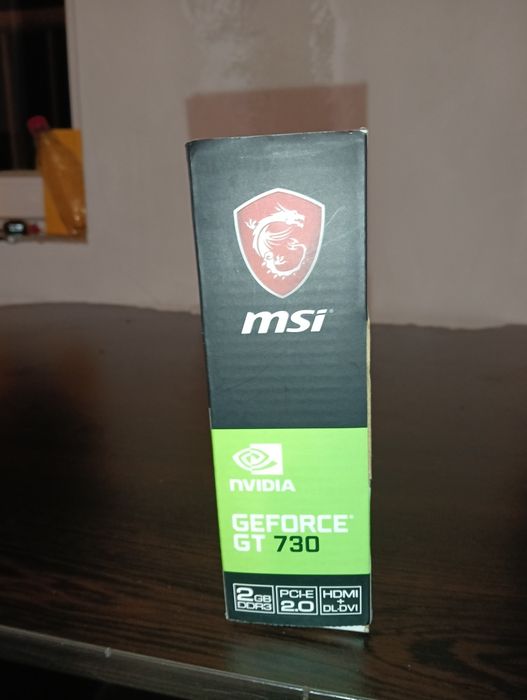 msi
NVIDIA
GEFORCE®
GT 730
2GB DDR3
PCI-E 2.0
HDMI + DL-DVI